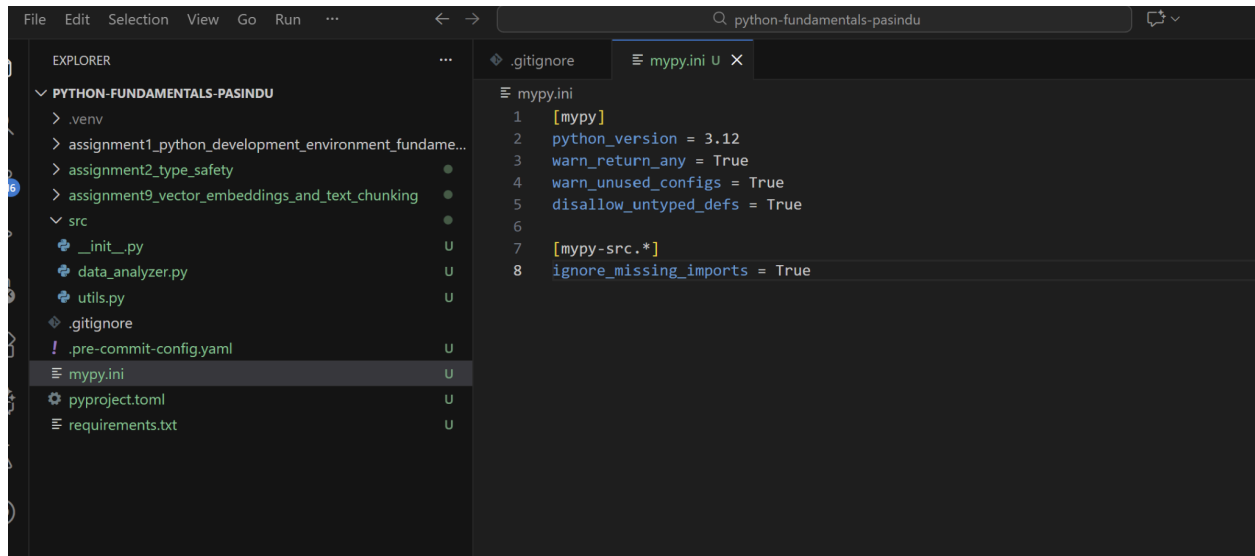 File Edit Selection View Go Run ··· ← → python-fundamentals-pasindu
EXPLORER ···
PYTHON-FUNDAMENTALS-PASINDU
.venv
assignment1_python_development_environment_fundame...
assignment2_type_safety
assignment9_vector_embeddings_and_text_chunking
src
__init__.py U
data_analyzer.py U
utils.py U
.gitignore
! .pre-commit-config.yaml U
mypy.ini U
pyproject.toml U
requirements.txt U
.gitignore mypy.ini U
mypy.ini
1 [mypy]
2 python_version = 3.12
3 warn_return_any = True
4 warn_unused_configs = True
5 disallow_untyped_defs = True
6
7 [mypy-src.*]
8 ignore_missing_imports = True